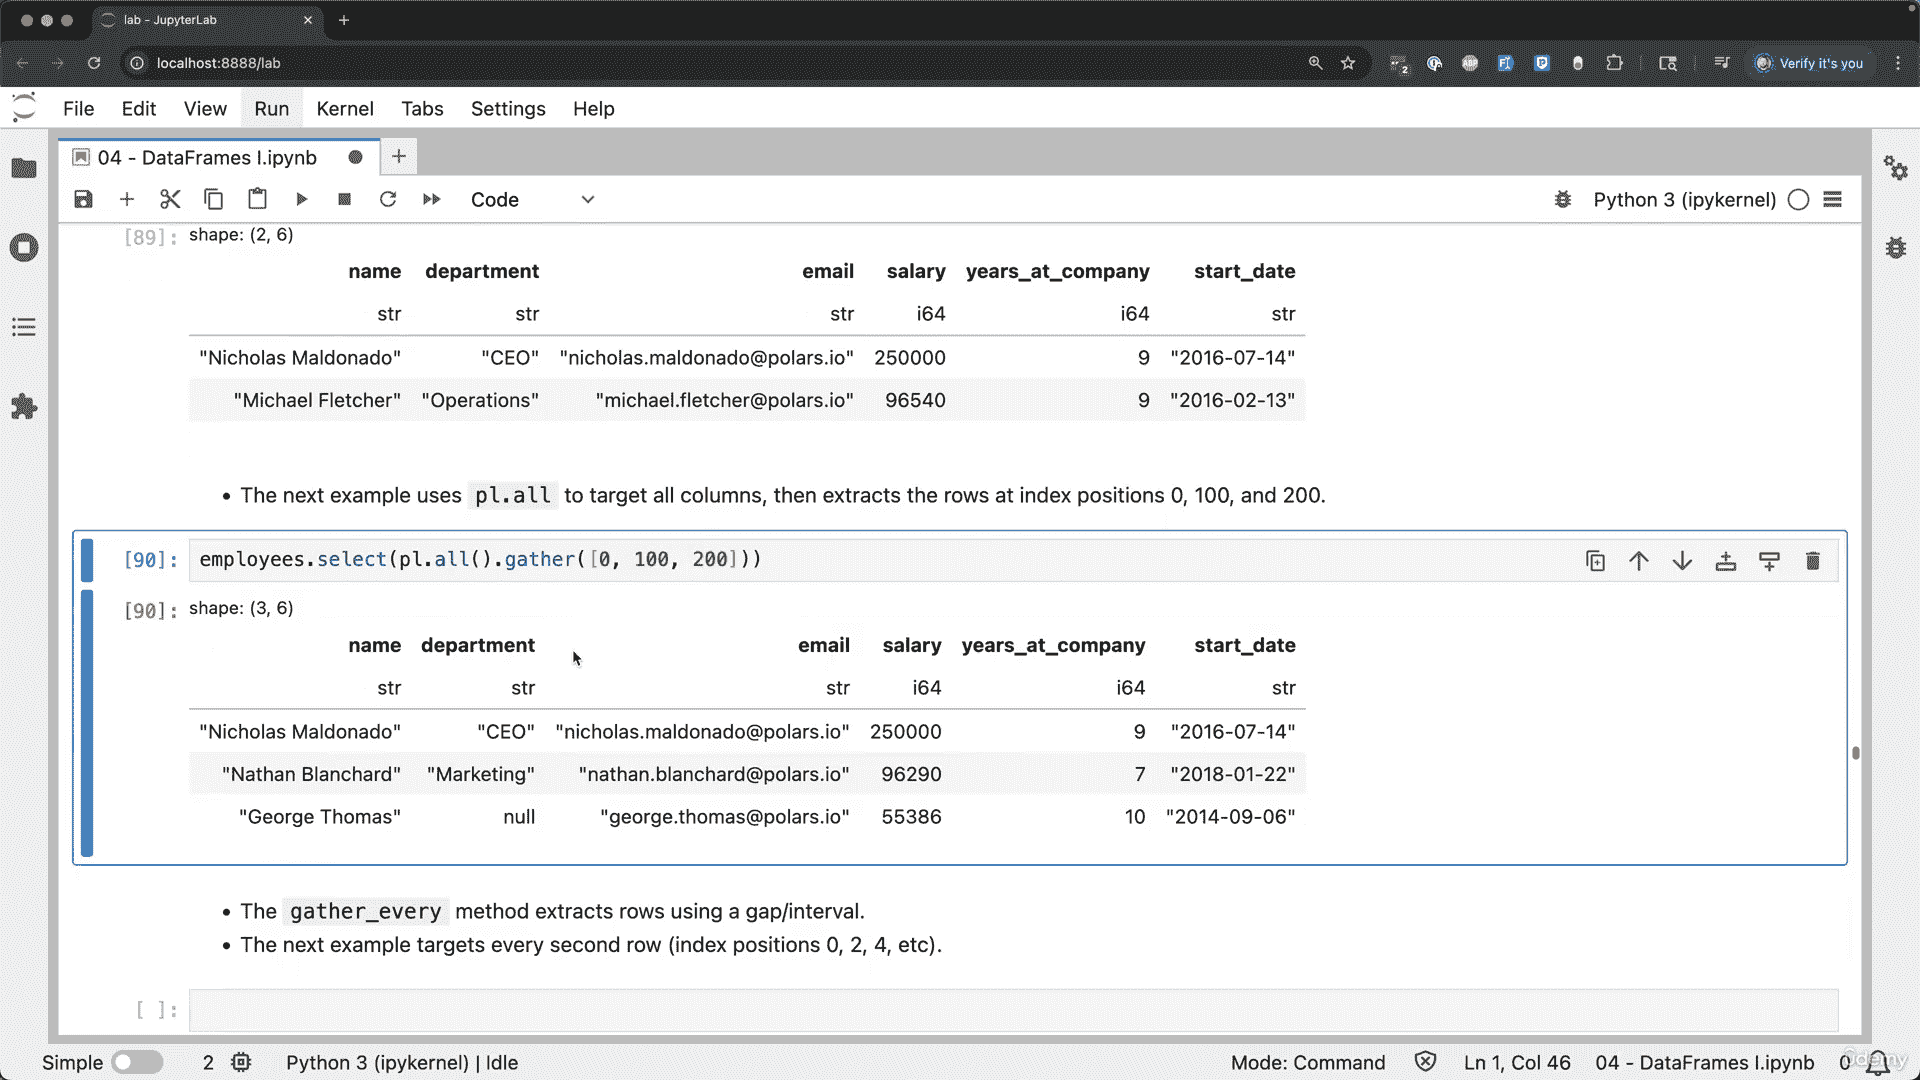 lab - JupyterLab
localhost:8888/lab
2
ABP
Verify it's you
File Edit View Run Kernel Tabs Settings Help
04 - DataFrames I.ipynb
Code
Python 3 (ipykernel)
[89]: shape: (2, 6)
name department email salary years_at_company start_date
str str str i64 i64 str
"Nicholas Maldonado" "CEO" "nicholas.maldonado@polars.io" 250000 9 "2016-07-14"
"Michael Fletcher" "Operations" "michael.fletcher@polars.io" 96540 9 "2016-02-13"
• The next example uses pl.all to target all columns, then extracts the rows at index positions 0, 100, and 200.
[90]: employees.select(pl.all().gather([0, 100, 200]))
[90]: shape: (3, 6)
name department email salary years_at_company start_date
str str str i64 i64 str
"Nicholas Maldonado" "CEO" "nicholas.maldonado@polars.io" 250000 9 "2016-07-14"
"Nathan Blanchard" "Marketing" "nathan.blanchard@polars.io" 96290 7 "2018-01-22"
"George Thomas" null "george.thomas@polars.io" 55386 10 "2014-09-06"
• The gather_every method extracts rows using a gap/interval.
• The next example targets every second row (index positions 0, 2, 4, etc).
[ ]:
Simple 2 Python 3 (ipykernel) | Idle Mode: Command Ln 1, Col 46 04 - DataFrames I.ipynb 0
Udemy